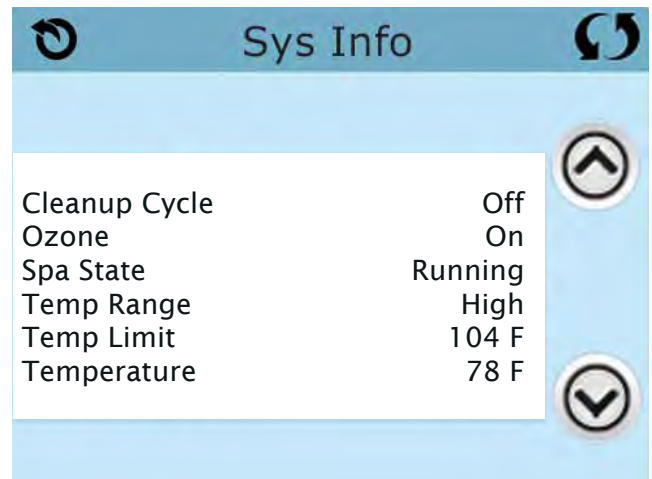 Sys Info
Cleanup Cycle Off
Ozone On
Spa State Running
Temp Range High
Temp Limit 104 F
Temperature 78 F